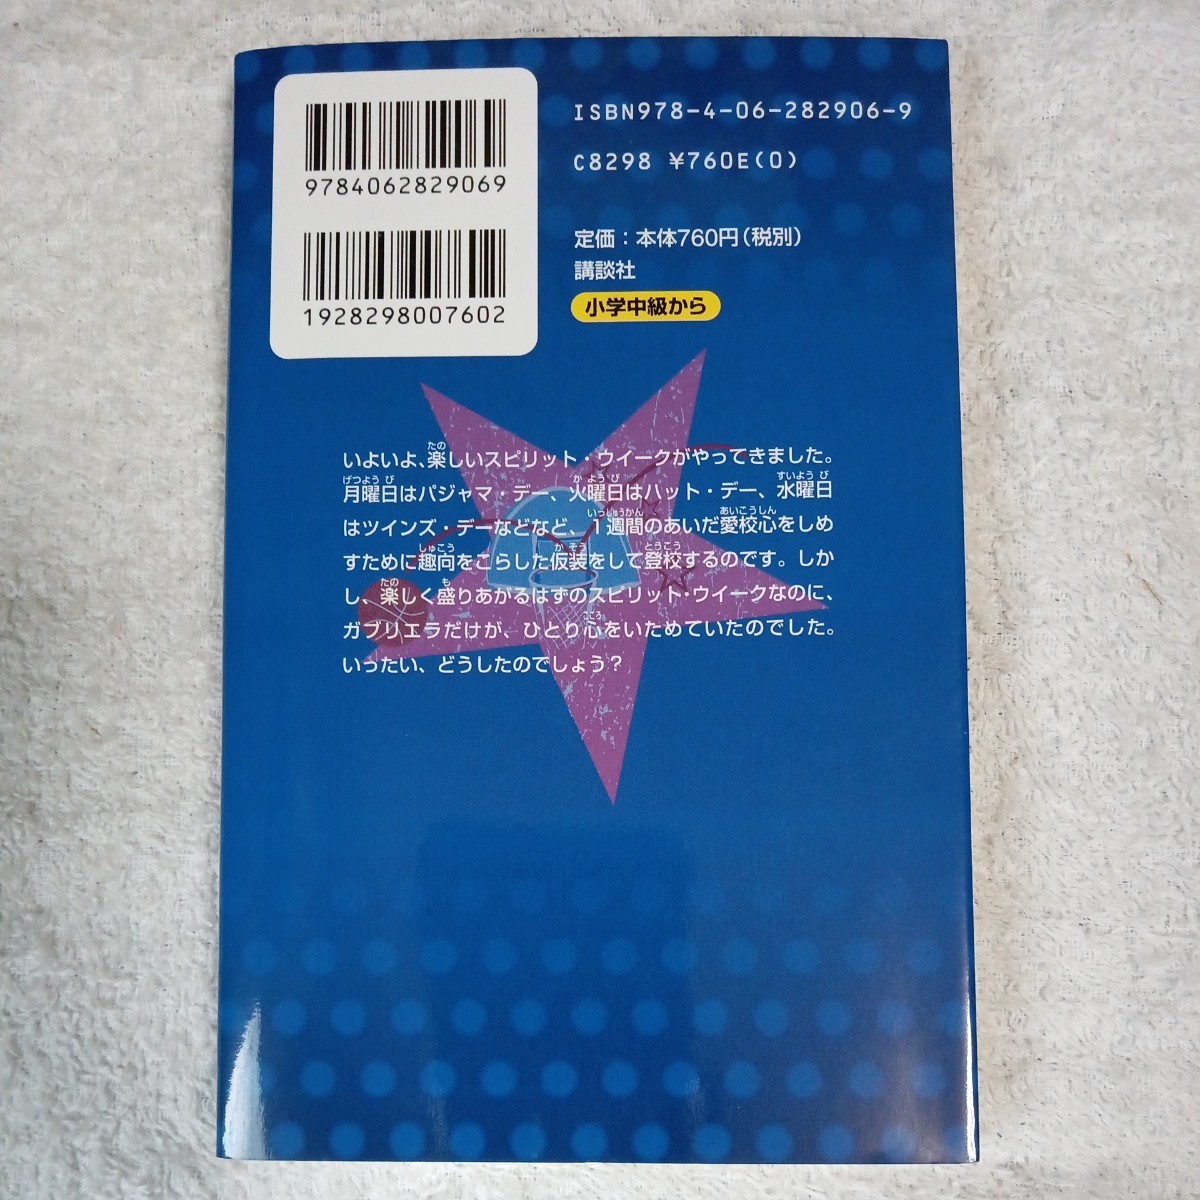 9784062829069
1928298007602
ISBN978-4-06-282906-9
C8298 ¥760E(0)
定価：本体760円(税別)
講談社
小学中級から
いよいよ、楽しいスピリット・ウイークがやってきました。
月曜日はパジャマ・デー、火曜日はハット・デー、水曜日
はツインズ・デーなどなど、1週間のあいだ愛校心をしめ
すために趣向をこらした仮装をして登校するのです。しか
し、楽しく盛りあがるはずのスピリット・ウイークなのに、
ガブリエラだけが、ひとり心をいためていたのでした。
いったい、どうしたのでしょう？